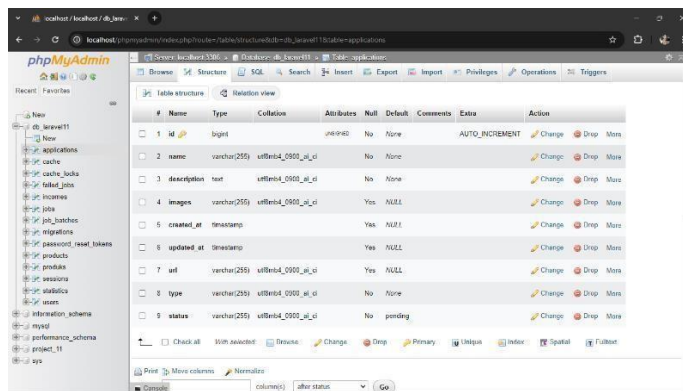 localhost / localhost / db_larav
localhost/phpmyadmin/index.php?route=/table/structure&db=db_laravel11&table=applications
phpMyAdmin
Recent Favorites
New
db_laravel11
New
applications
cache
cache_locks
failed_jobs
incomes
jobs
job_batches
migrations
password_reset_tokens
products
produks
sessions
statistics
users
information_schema
mysql
performance_schema
project_11
sys
Server: localhost:3306 » Database: db_laravel11 » Table: applications
Browse Structure SQL Search Insert Export Import Privileges Operations Triggers
Table structure Relation view
# Name Type Collation Attributes Null Default Comments Extra Action
1 id bigint UNSIGNED No None AUTO_INCREMENT Change Drop More
2 name varchar(255) utf8mb4_0900_ai_ci No None Change Drop More
3 description text utf8mb4_0900_ai_ci No None Change Drop More
4 images varchar(255) utf8mb4_0900_ai_ci Yes NULL Change Drop More
5 created_at timestamp Yes NULL Change Drop More
6 updated_at timestamp Yes NULL Change Drop More
7 url varchar(255) utf8mb4_0900_ai_ci Yes NULL Change Drop More
8 type varchar(255) utf8mb4_0900_ai_ci No None Change Drop More
9 status varchar(255) utf8mb4_0900_ai_ci No pending Change Drop More
Check all With selected: Browse Change Drop Primary Unique Index Spatial Fulltext
Print Move columns Normalize
Console column(s) after status Go